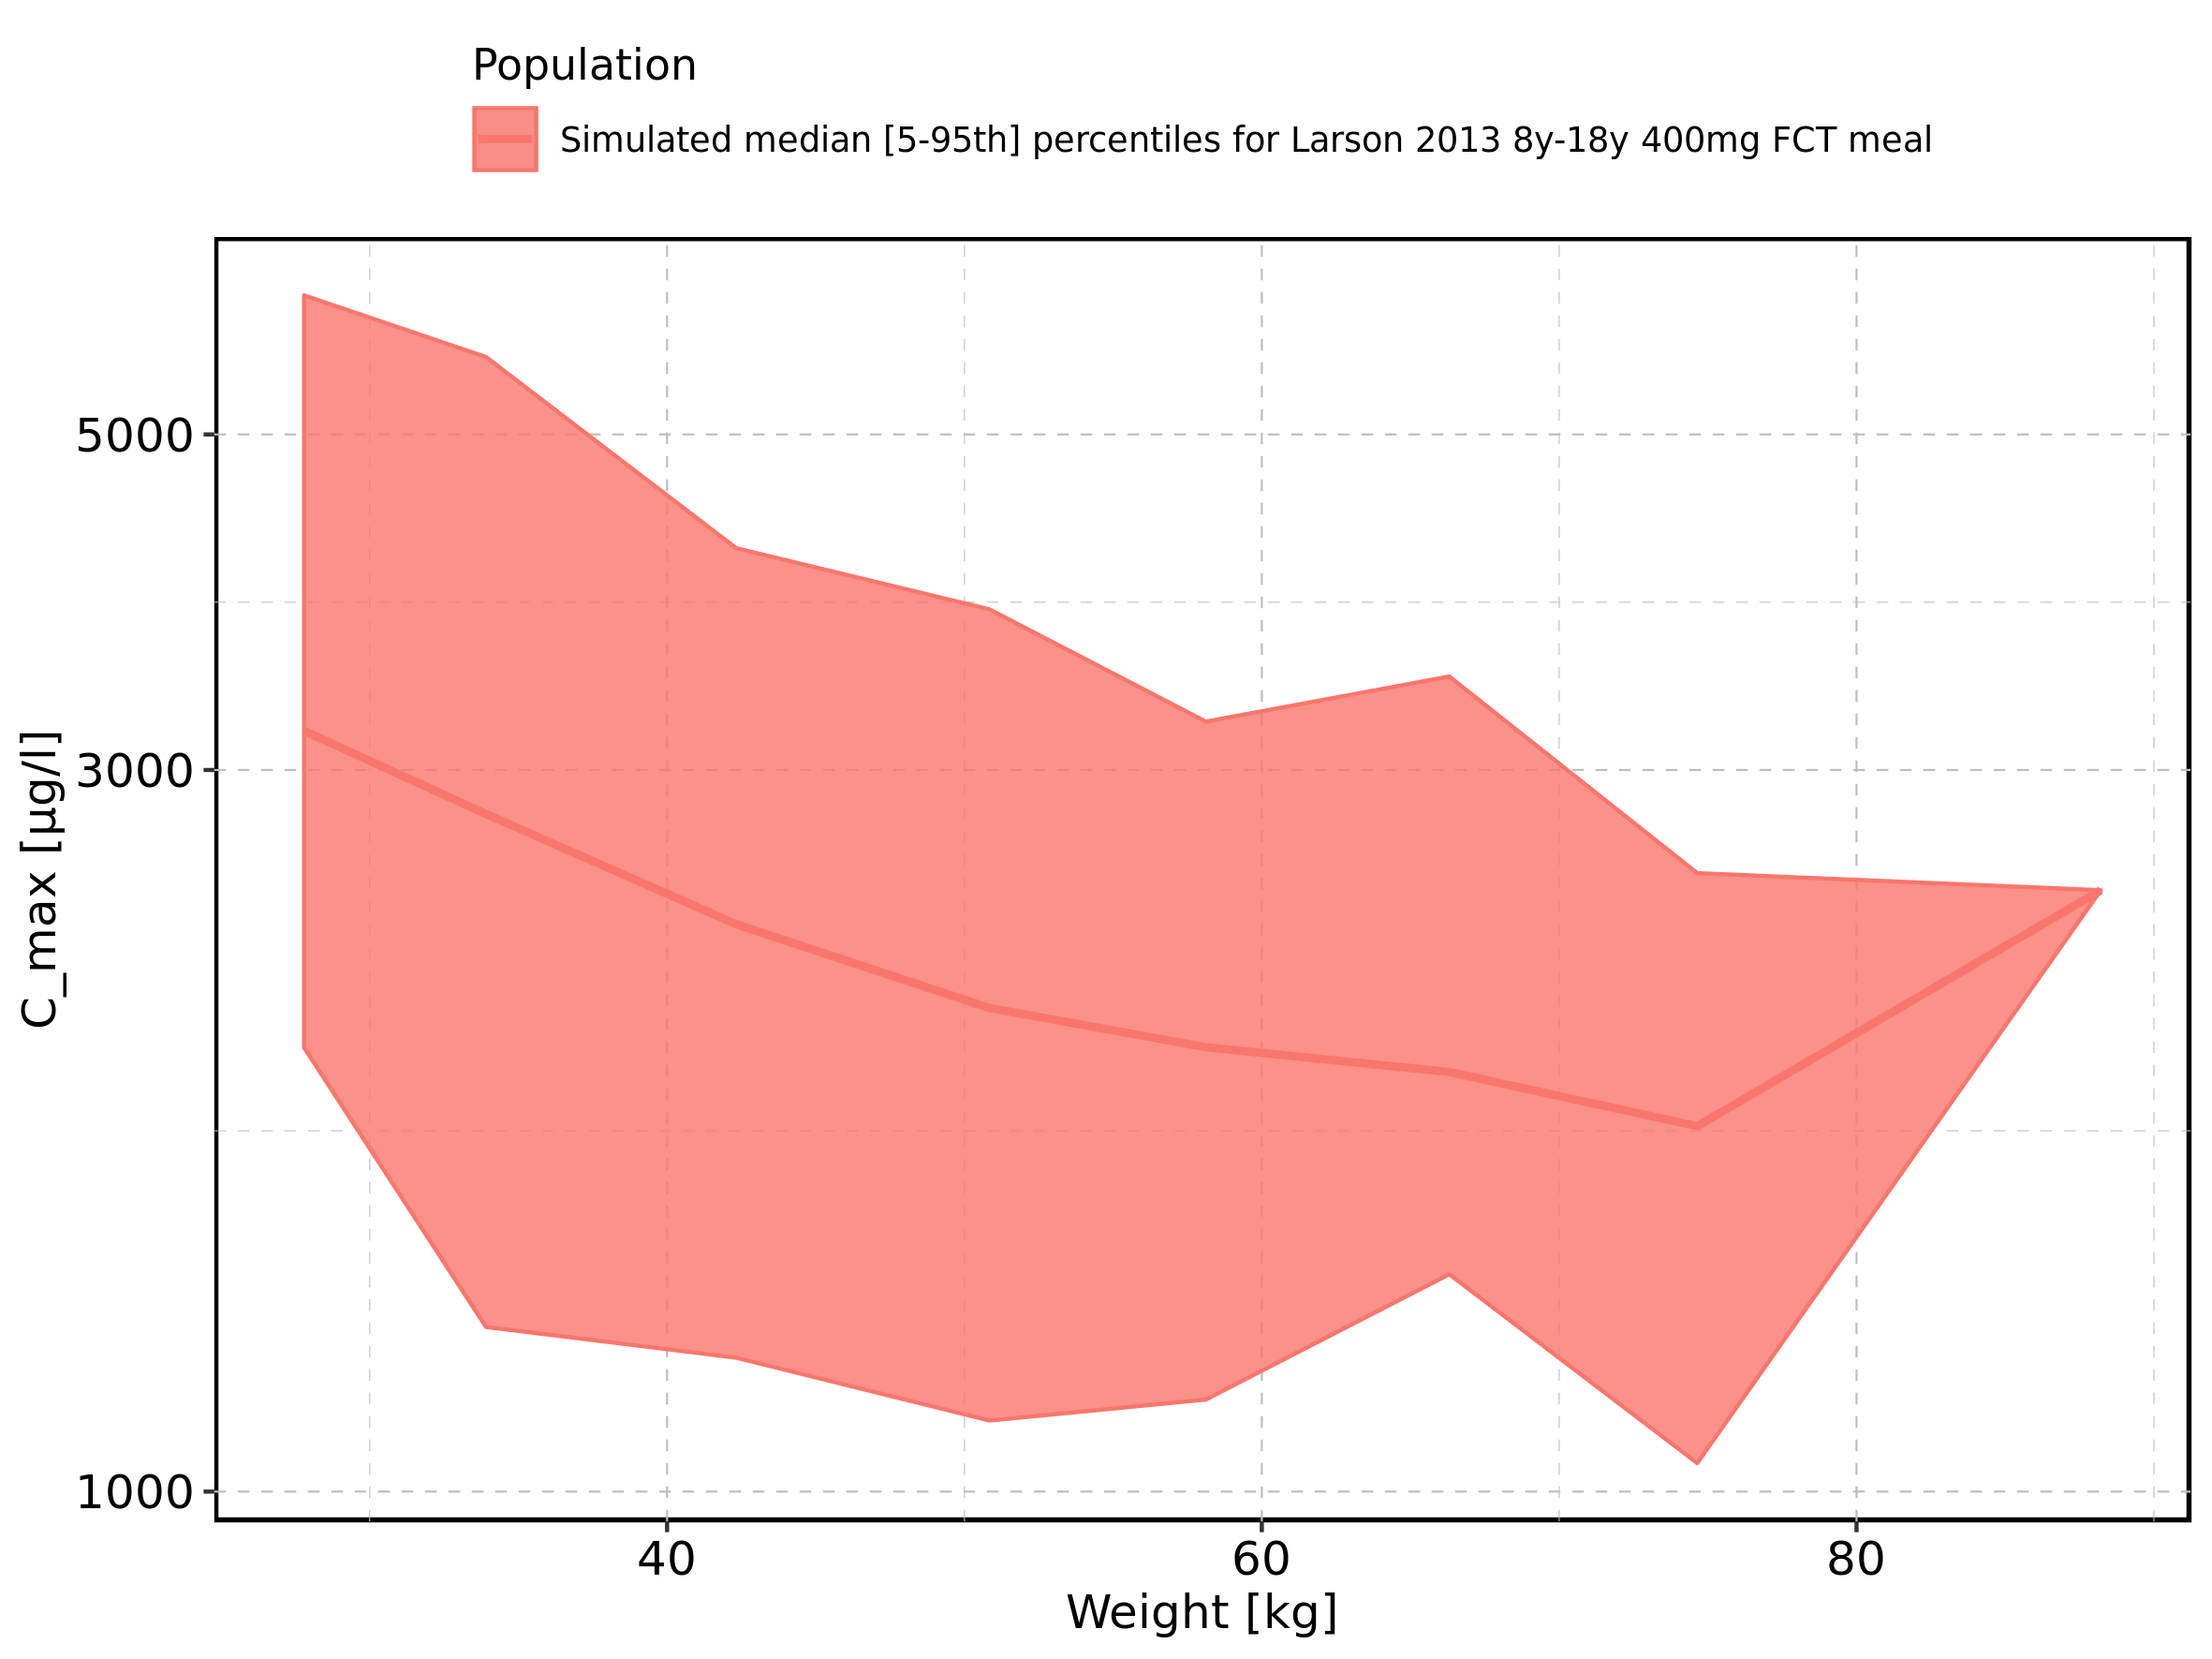 Population
Simulated median [5-95th] percentiles for Larson 2013 8y-18y 400mg FCT meal
5000
3000
1000
C_max [µg/l]
40 60 80
Weight [kg]